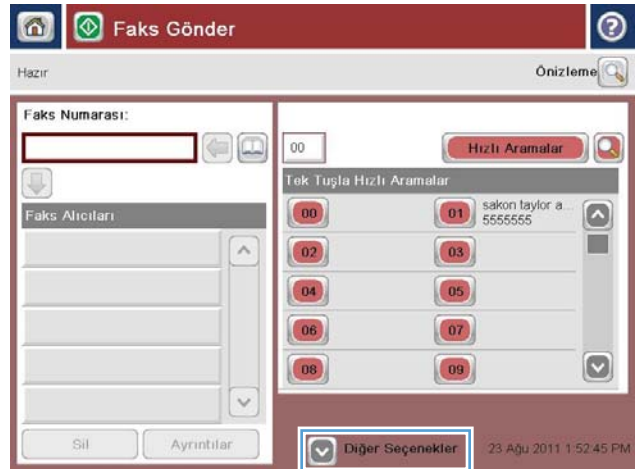 Faks Gönder
Hazır
Önizleme
Faks Numarası:
00
Hızlı Aramalar
Tek Tuşla Hızlı Aramalar
Faks Alıcıları
00
01
sakon taylor a...
5555555
02
03
04
05
06
07
08
09
Sil
Ayrıntılar
Diğer Seçenekler
23 Ağu 2011 1:52:45 PM